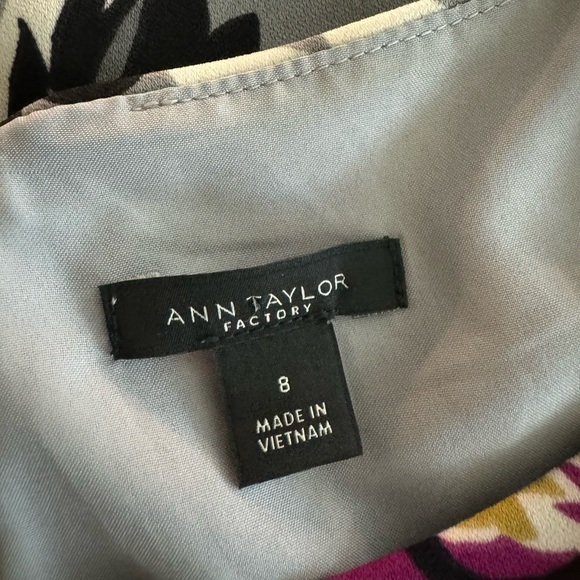 ANN TAYLOR
FACTORY
8
MADE IN
VIETNAM